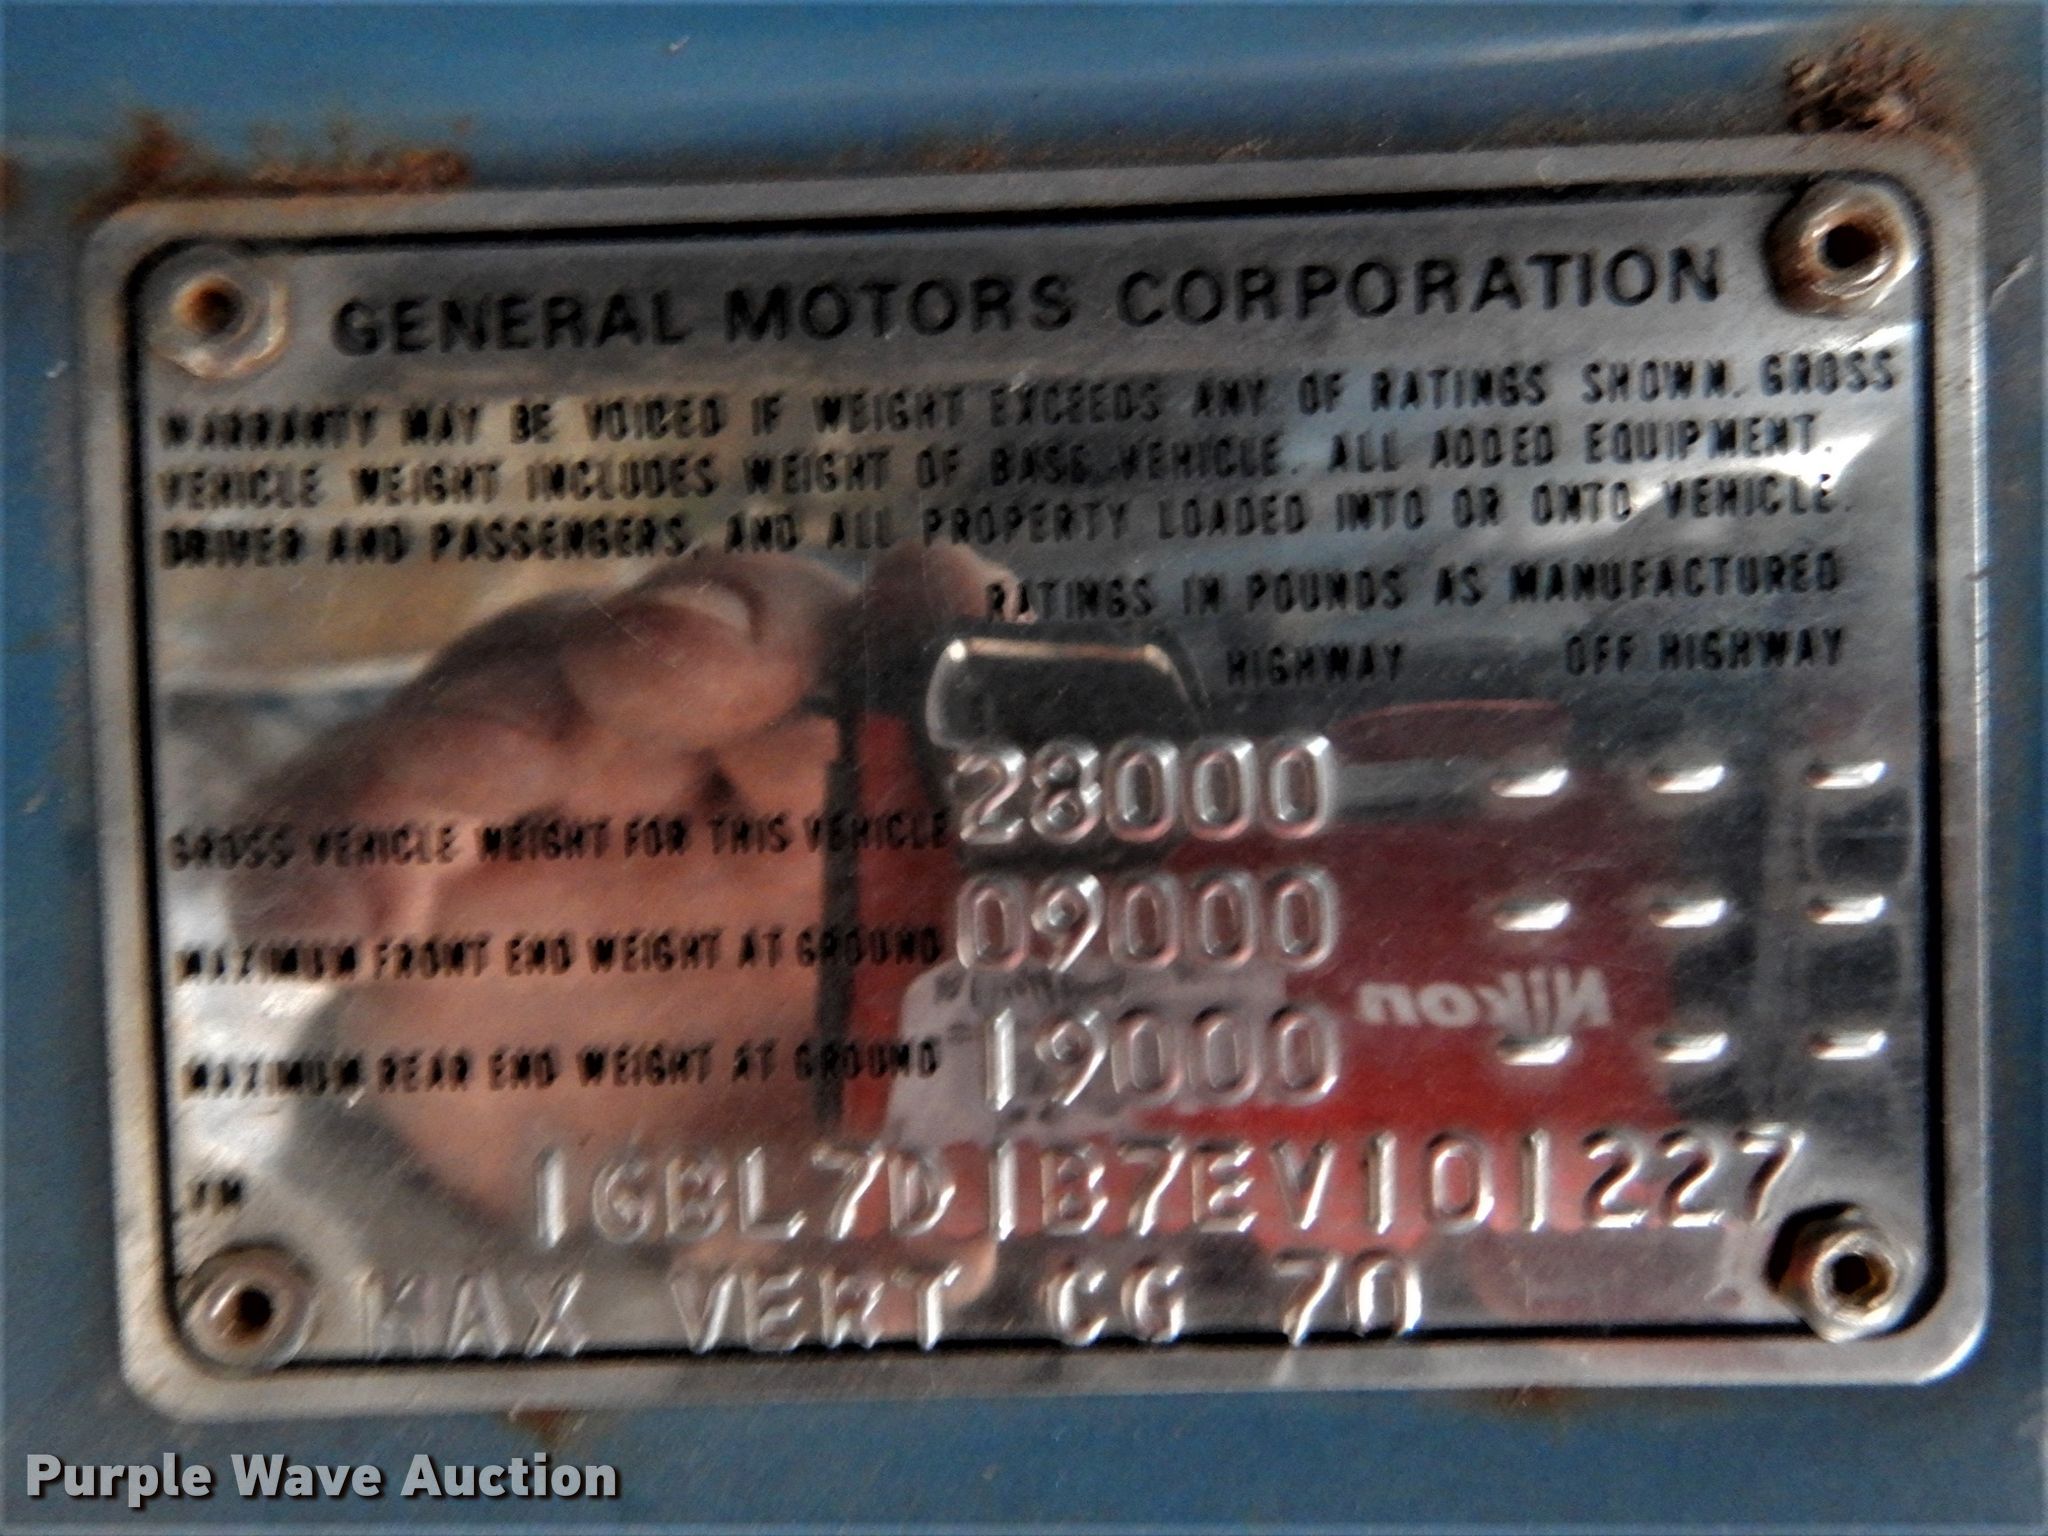 GENERAL MOTORS CORPORATION
WARRANTY MAY BE VOIDED IF WEIGHT EXCEEDS ANY OF RATINGS SHOWN. GROSS
VEHICLE WEIGHT INCLUDES WEIGHT OF BASE VEHICLE, ALL ADDED EQUIPMENT,
DRIVER AND PASSENGERS, AND ALL PROPERTY LOADED INTO OR ONTO VEHICLE.
RATINGS IN POUNDS AS MANUFACTURED
HIGHWAY OFF HIGHWAY
GROSS VEHICLE WEIGHT FOR THIS VEHICLE 28000 - - -
MAXIMUM FRONT END WEIGHT AT GROUND 09000 - - -
Nikon
MAXIMUM REAR END WEIGHT AT GROUND 19000 - - -
1GBL7D1B7EV101227
MAX VERT CG 70
Purple Wave Auction